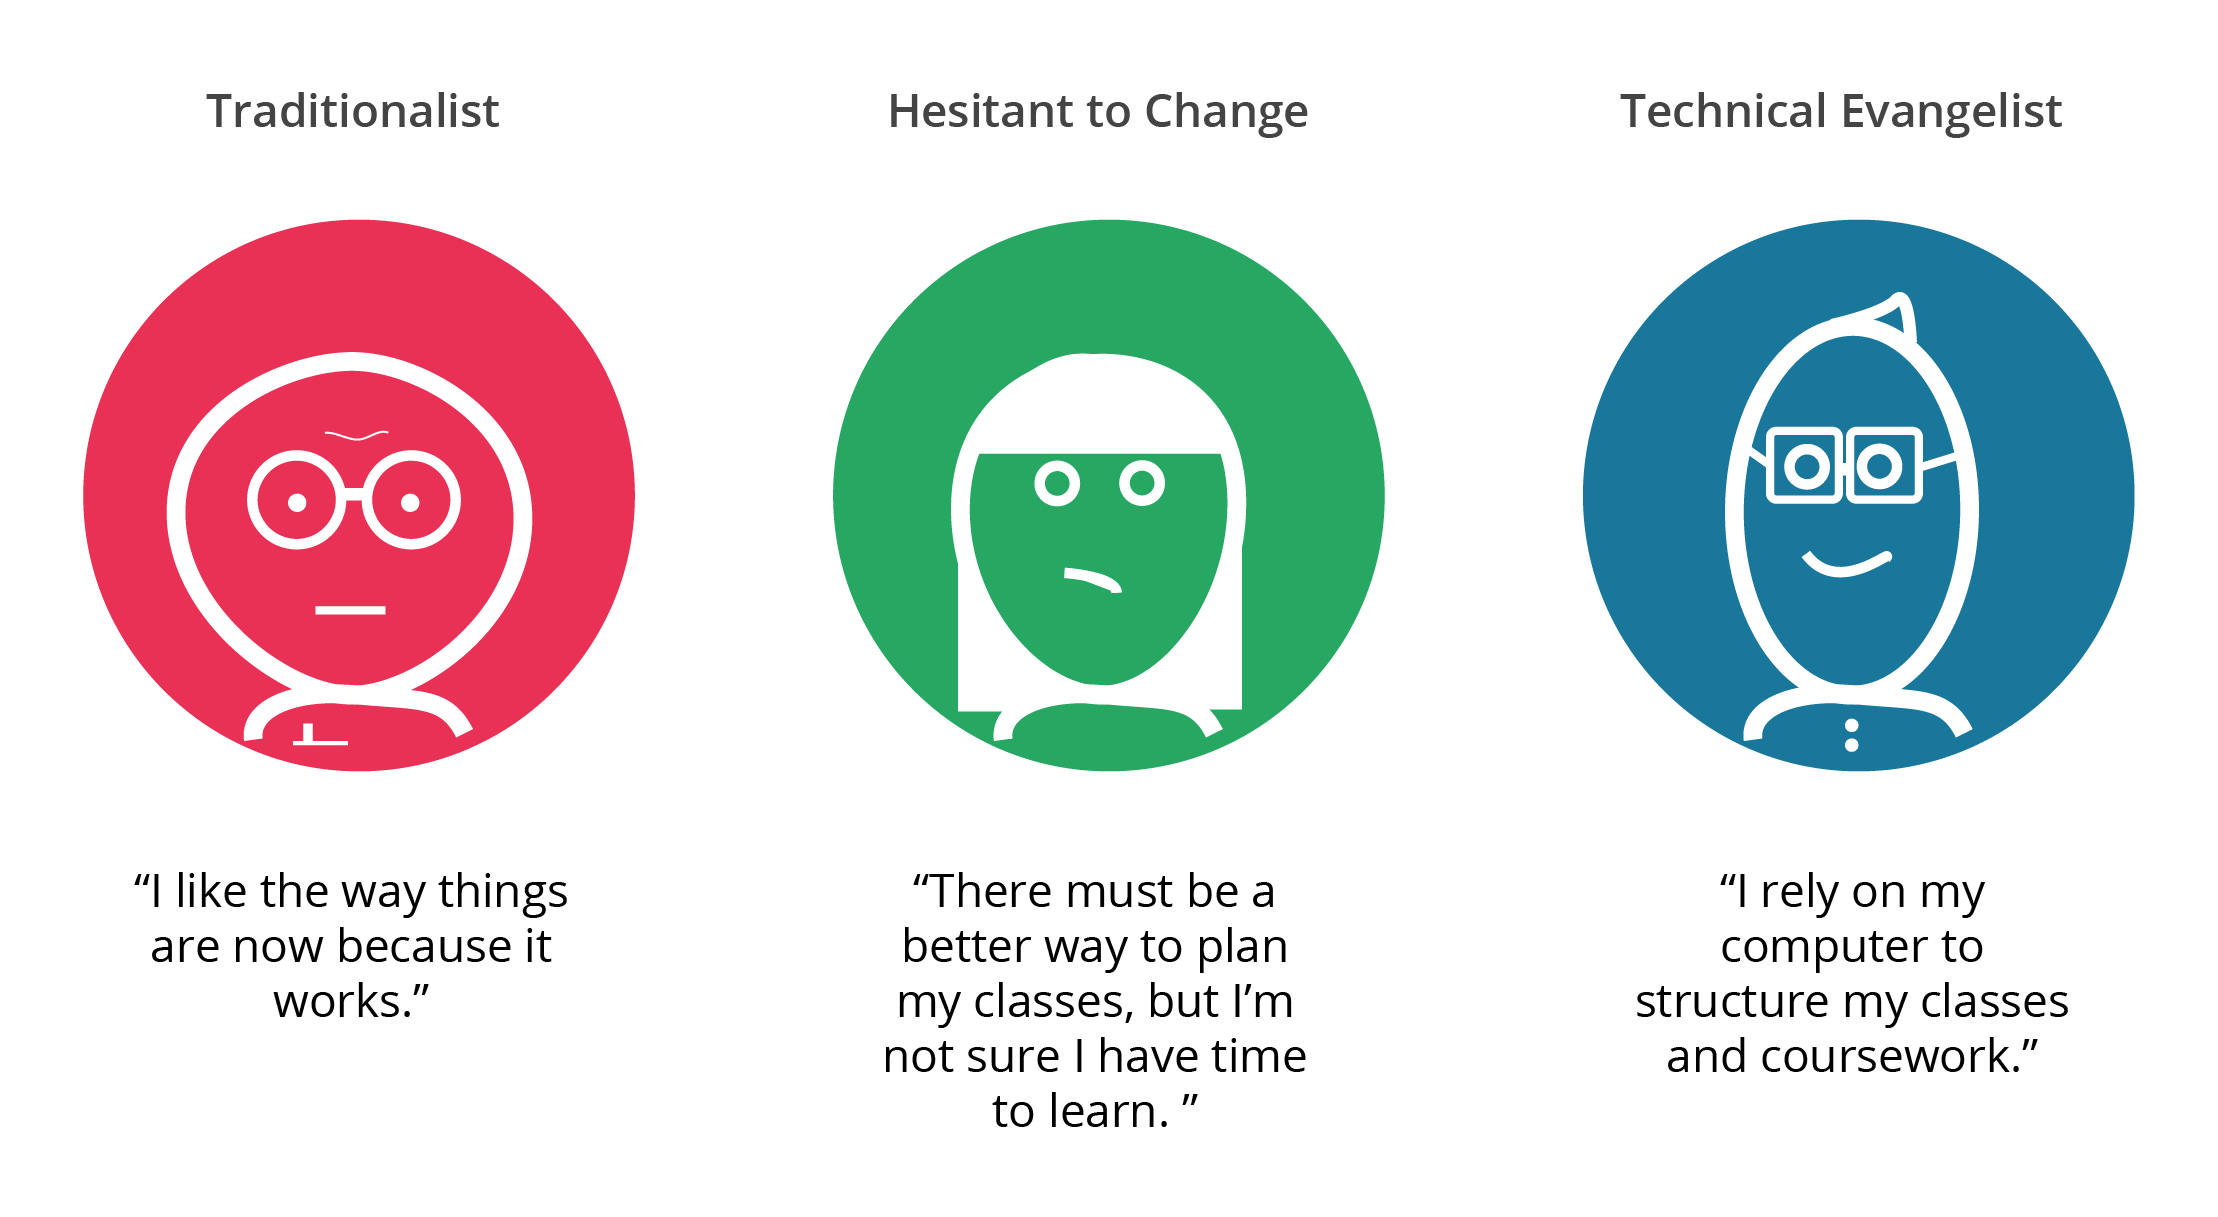 Traditionalist
Hesitant to Change
Technical Evangelist
“I like the way things
are now because it
works.”
“There must be a
better way to plan
my classes, but I’m
not sure I have time
to learn. ”
“I rely on my
computer to
structure my classes
and coursework.”